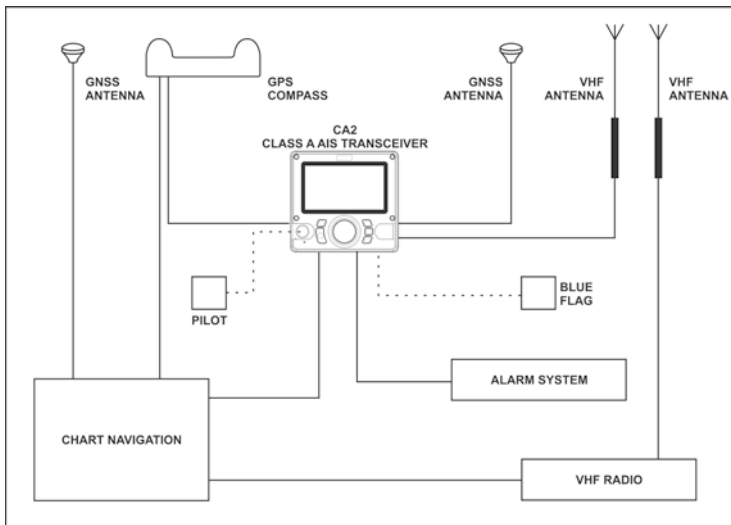 GNSS
ANTENNA
GPS
COMPASS
GNSS
ANTENNA
VHF
ANTENNA
VHF
ANTENNA
CA2
CLASS A AIS TRANSCEIVER
PILOT
BLUE
FLAG
ALARM SYSTEM
CHART NAVIGATION
VHF RADIO